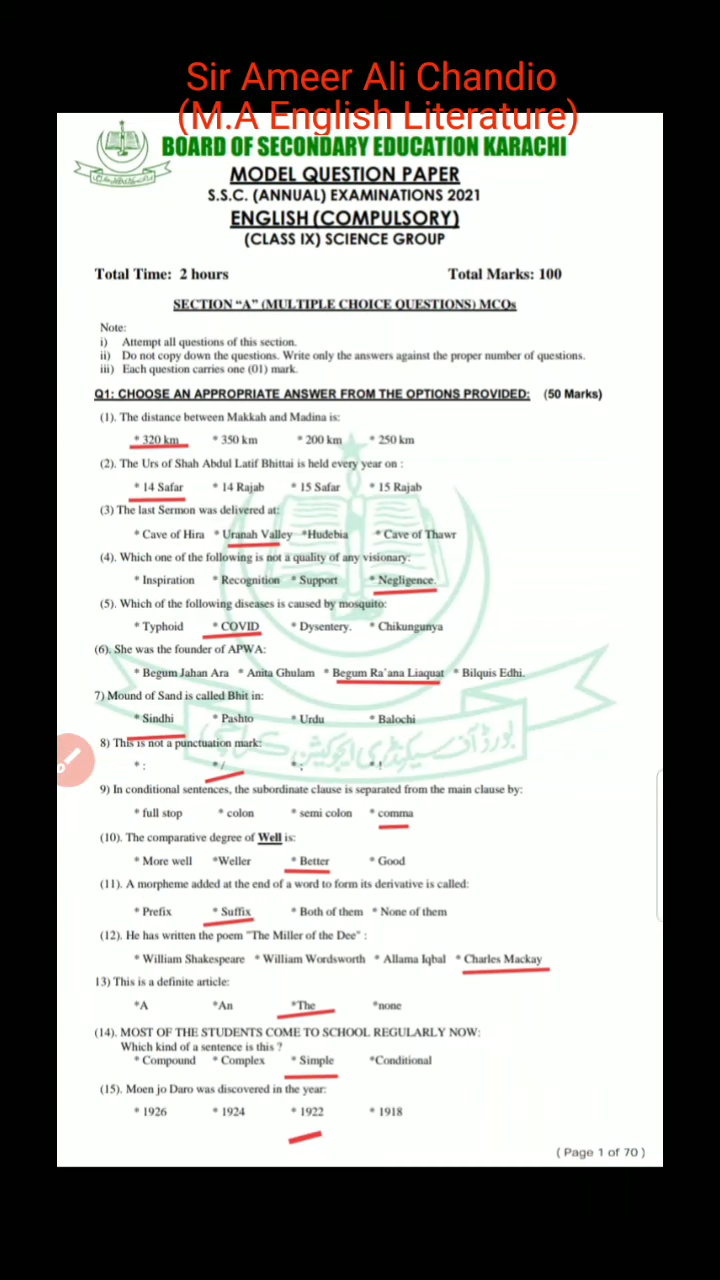 Sir Ameer Ali Chandio
(M.A English Literature)
BOARD OF SECONDARY EDUCATION KARACHI
MODEL QUESTION PAPER
S.S.C. (ANNUAL) EXAMINATIONS 2021
ENGLISH (COMPULSORY)
(CLASS IX) SCIENCE GROUP
Total Time: 2 hours Total Marks: 100
SECTION “A” (MULTIPLE CHOICE QUESTIONS) MCQs
Note:
i) Attempt all questions of this section.
ii) Do not copy down the questions. Write only the answers against the proper number of questions.
iii) Each question carries one (01) mark.
Q1: CHOOSE AN APPROPRIATE ANSWER FROM THE OPTIONS PROVIDED: (50 Marks)
(1). The distance between Makkah and Madina is:
* 320 km * 350 km * 200 km * 250 km
(2). The Urs of Shah Abdul Latif Bhittai is held every year on :
* 14 Safar * 14 Rajab * 15 Safar * 15 Rajab
(3) The last Sermon was delivered at:
* Cave of Hira * Uranah Valley *Hudebia * Cave of Thawr
(4). Which one of the following is not a quality of any visionary:
* Inspiration * Recognition * Support * Negligence.
(5). Which of the following diseases is caused by mosquito:
* Typhoid * COVID * Dysentery. * Chikungunya
(6). She was the founder of APWA:
* Begum Jahan Ara * Anita Ghulam * Begum Ra’ana Liaquat * Bilquis Edhi.
7) Mound of Sand is called Bhit in:
* Sindhi * Pashto * Urdu * Balochi
8) This is not a punctuation mark:
* : * / * ; * !
9) In conditional sentences, the subordinate clause is separated from the main clause by:
* full stop * colon * semi colon * comma
(10). The comparative degree of Well is:
* More well *Weller * Better * Good
(11). A morpheme added at the end of a word to form its derivative is called:
* Prefix * Suffix * Both of them * None of them
(12). He has written the poem "The Miller of the Dee" :
* William Shakespeare * William Wordsworth * Allama Iqbal * Charles Mackay
13) This is a definite article:
*A *An *The *none
(14). MOST OF THE STUDENTS COME TO SCHOOL REGULARLY NOW:
Which kind of a sentence is this ?
* Compound * Complex * Simple *Conditional
(15). Moen jo Daro was discovered in the year:
* 1926 * 1924 * 1922 * 1918
( Page 1 of 70 )